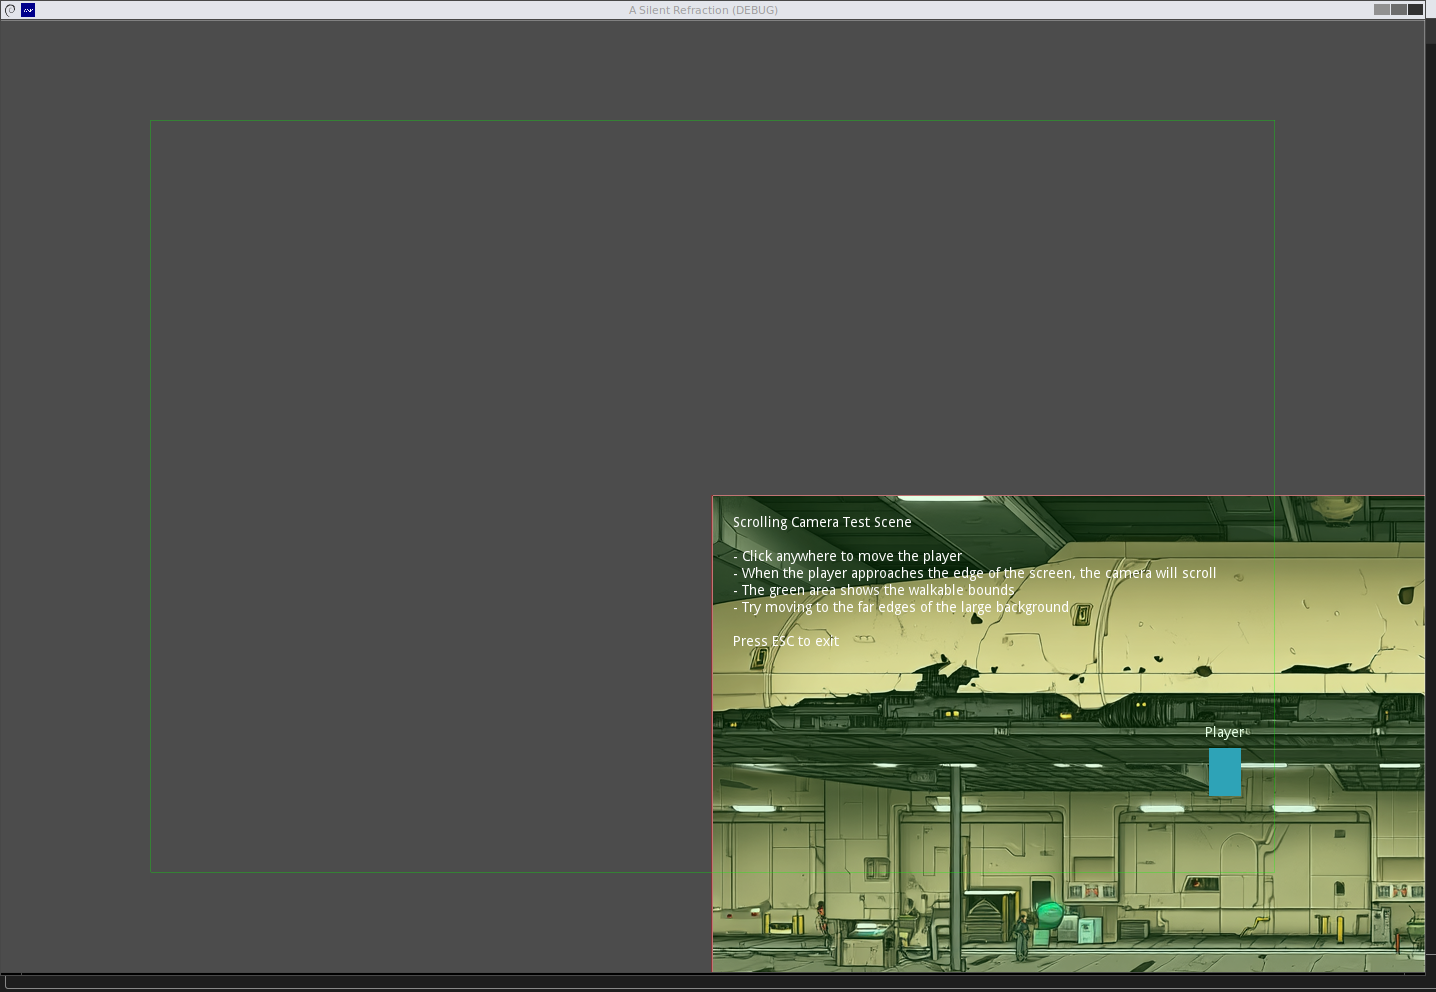 A Silent Refraction (DEBUG)
Scrolling Camera Test Scene
- Click anywhere to move the player
- When the player approaches the edge of the screen, the camera will scroll
- The green area shows the walkable bounds
- Try moving to the far edges of the large background
Press ESC to exit
Player